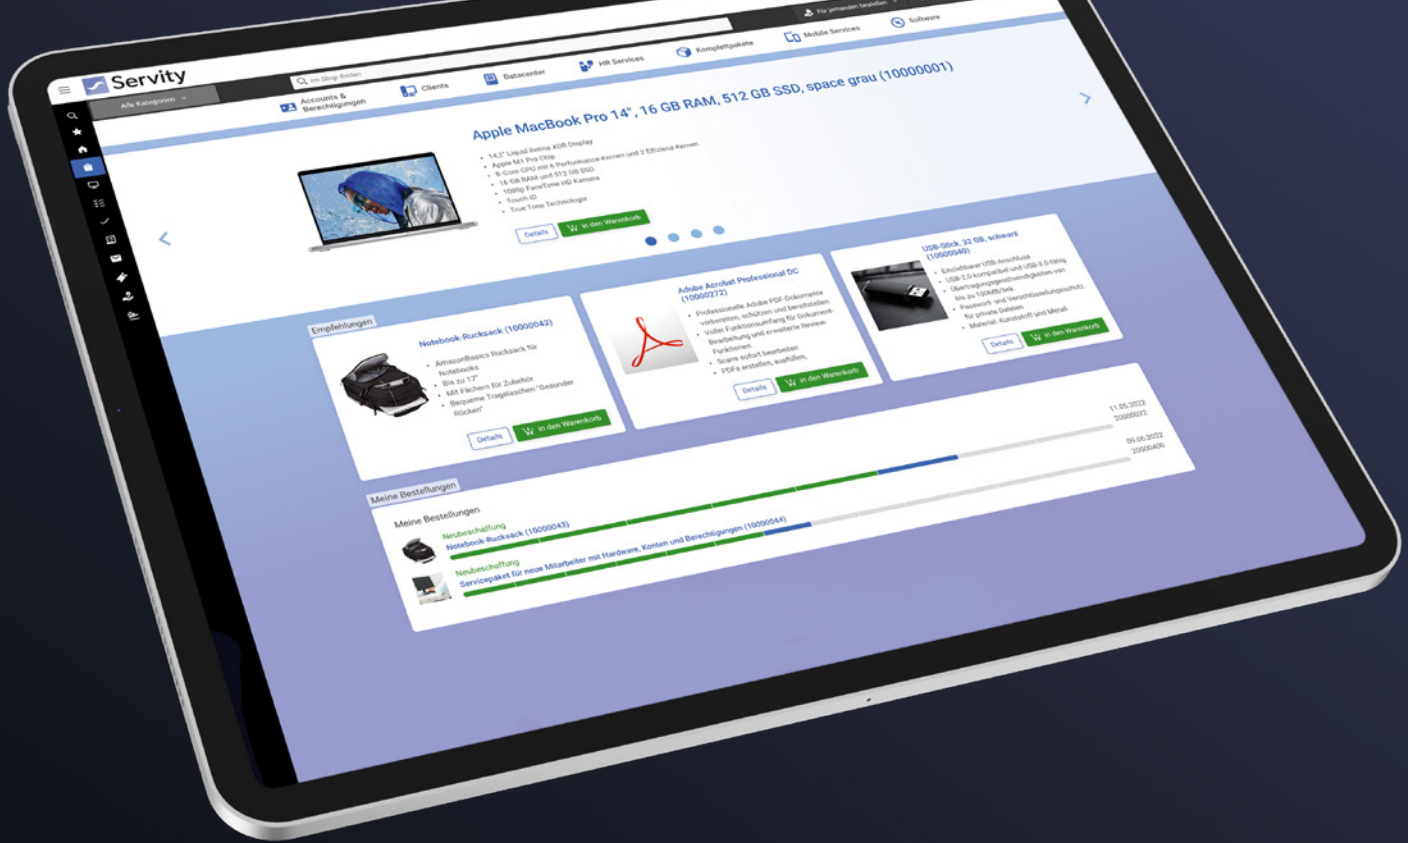 Servity
Für jemanden bestellen
Alle Kategorien
im Shop finden
Accounts &
Berechtigungen
Clients
Datacenter
HR Services
Komplettpakete
Mobile Services
Software
Apple MacBook Pro 14", 16 GB RAM, 512 GB SSD, space grau (10000001)
• 14,2" Liquid Retina XDR Display
• Apple M1 Pro Chip
• 8-Core CPU mit 6 Performance-Kernen und 2 Effizienz-Kernen
• 16 GB RAM und 512 GB SSD
• 1080p FaceTime HD Kamera
• Touch ID
• True Tone Technologie
Details
in den Warenkorb
Empfehlungen
Notebook-Rucksack (10000043)
• AmazonBasics Rucksack für
Notebooks
• Bis zu 17"
• Mit Fächern für Zubehör
• Bequeme Tragelaschen "Gesunder
Rücken"
Details
in den Warenkorb
Adobe Acrobat Professional DC
(10000272)
• Professionelle Adobe PDF-Dokumente
vorbereiten, schützen und bereitstellen
• Voller Funktionsumfang für Dokument-
Bearbeitung und erweiterte Review-
Funktionen
• Scans sofort bearbeiten
• PDFs erstellen, ausfüllen,
Details
in den Warenkorb
USB-Stick, 32 GB, schwarz
(10000040)
• Einziehbarer USB-Anschluss
• USB-2.0-kompatibel und USB-3.0-fähig
• Übertragungsgeschwindigkeiten von
bis zu 100MB/Sek
• Passwort- und Verschlüsselungsschutz
für private Dateien
• Material: Kunststoff und Metall
Details
in den Warenkorb
Meine Bestellungen
Meine Bestellungen
Neubeschaffung
Notebook-Rucksack (10000043)
11.05.2022
20000022
Neubeschaffung
Servicepaket für neue Mitarbeiter mit Hardware, Konten und Berechtigungen (10000044)
09.06.2022
20000400